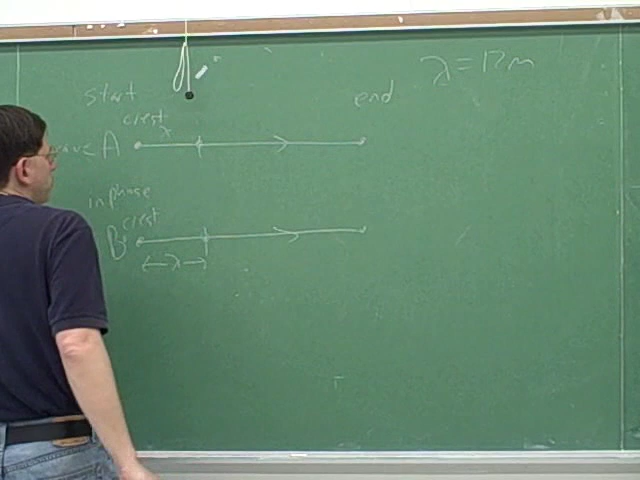 λ = 12m
start end
crest
λ
wave A
in phase
crest
B
← λ →